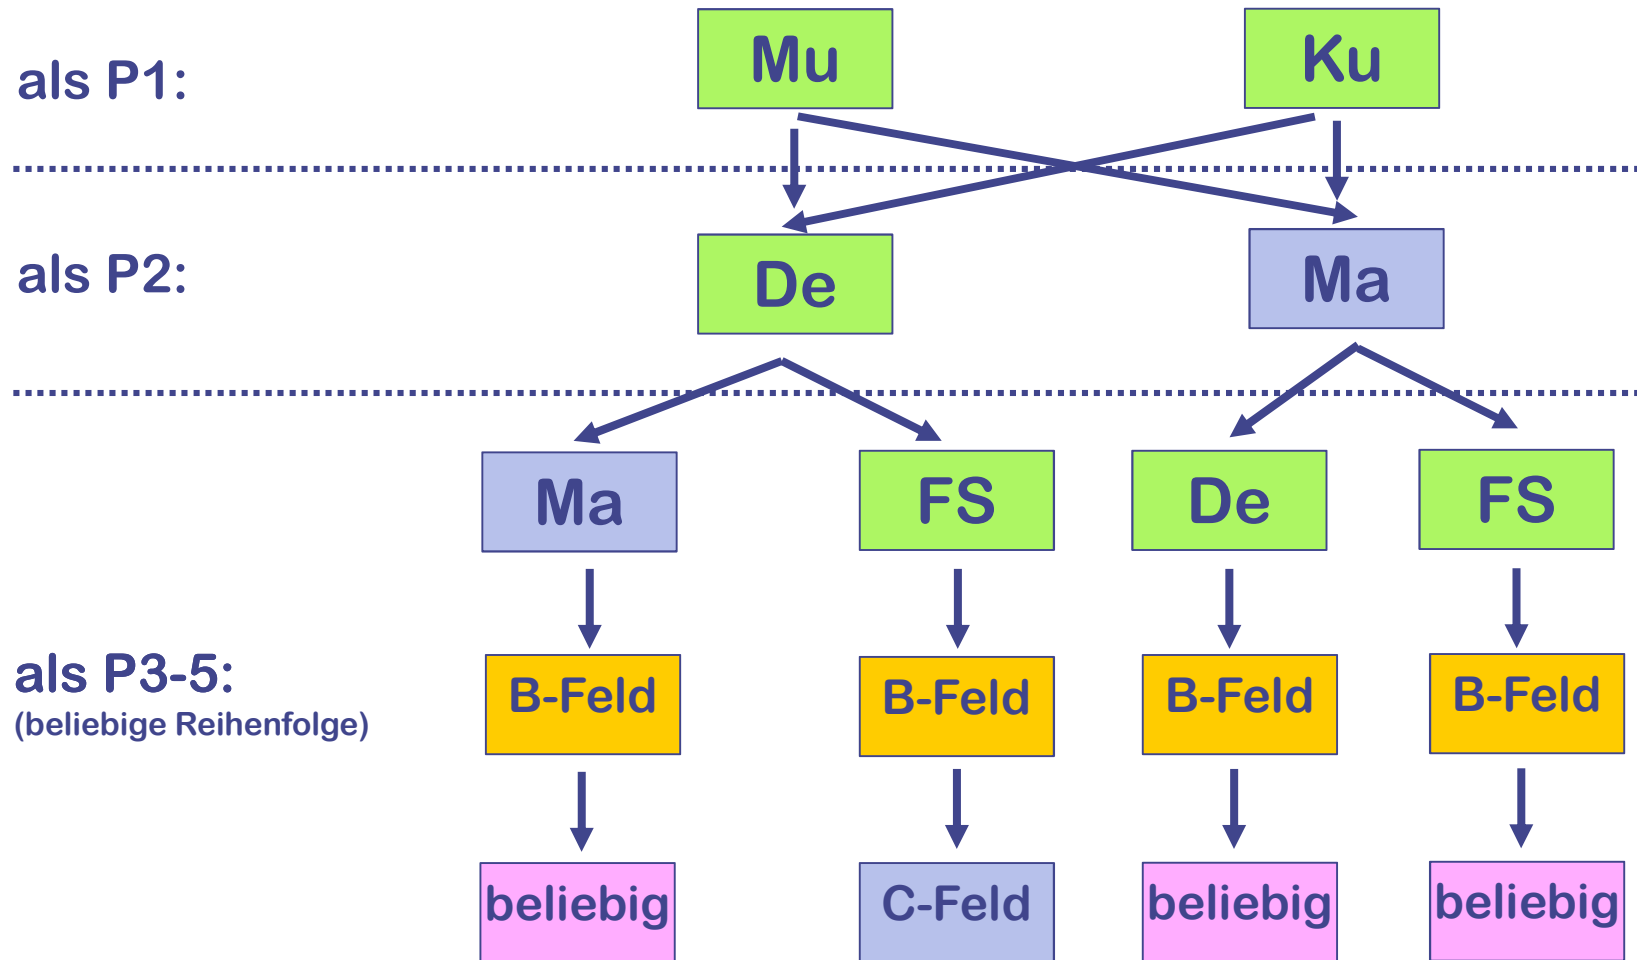 als P1:
Mu
Ku
als P2:
De
Ma
Ma
FS
De
FS
als P3-5:
(beliebige Reihenfolge)
B-Feld
B-Feld
B-Feld
B-Feld
beliebig
C-Feld
beliebig
beliebig